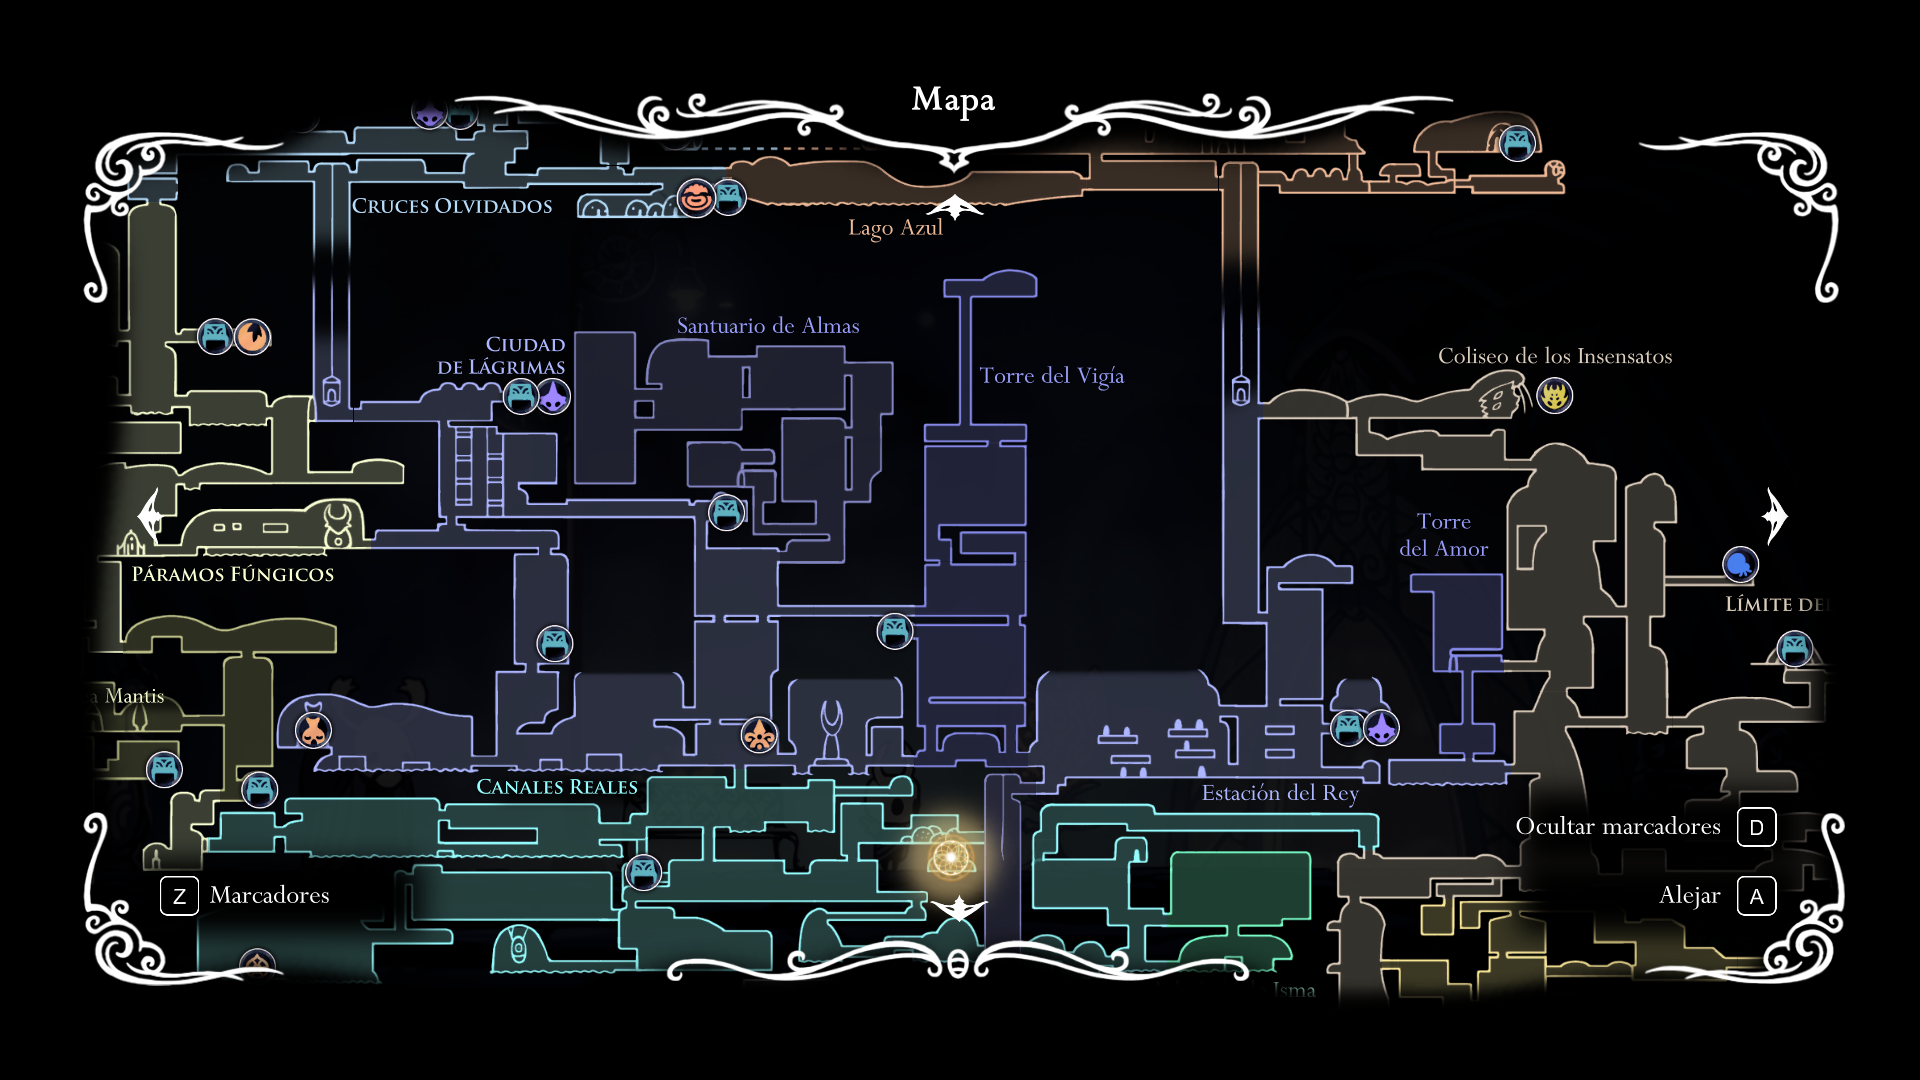 Mapa
CRUCES OLVIDADOS
Lago Azul
Santuario de Almas
CIUDAD
DE LÁGRIMAS
Torre del Vigía
Coliseo de los Insensatos
Torre
del Amor
PÁRAMOS FÚNGICOS
LÍMITE DE
a Mantis
CANALES REALES
Estación del Rey
Ocultar marcadores D
Z Marcadores
Alejar A
Isma